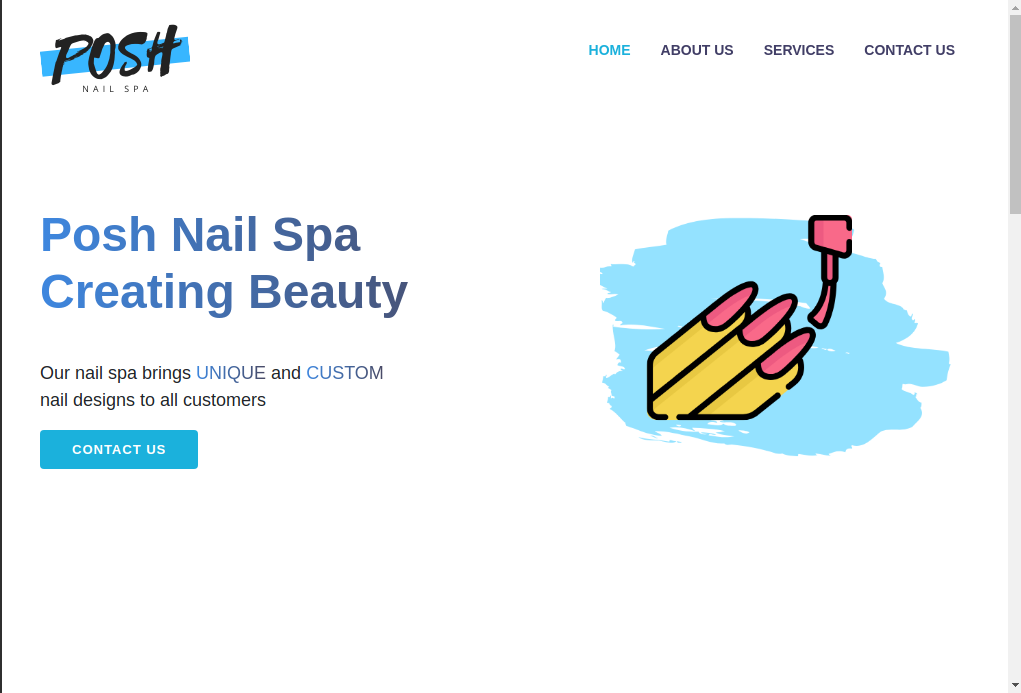 POSH
NAIL SPA
HOME ABOUT US SERVICES CONTACT US
Posh Nail Spa
Creating Beauty
Our nail spa brings UNIQUE and CUSTOM
nail designs to all customers
CONTACT US